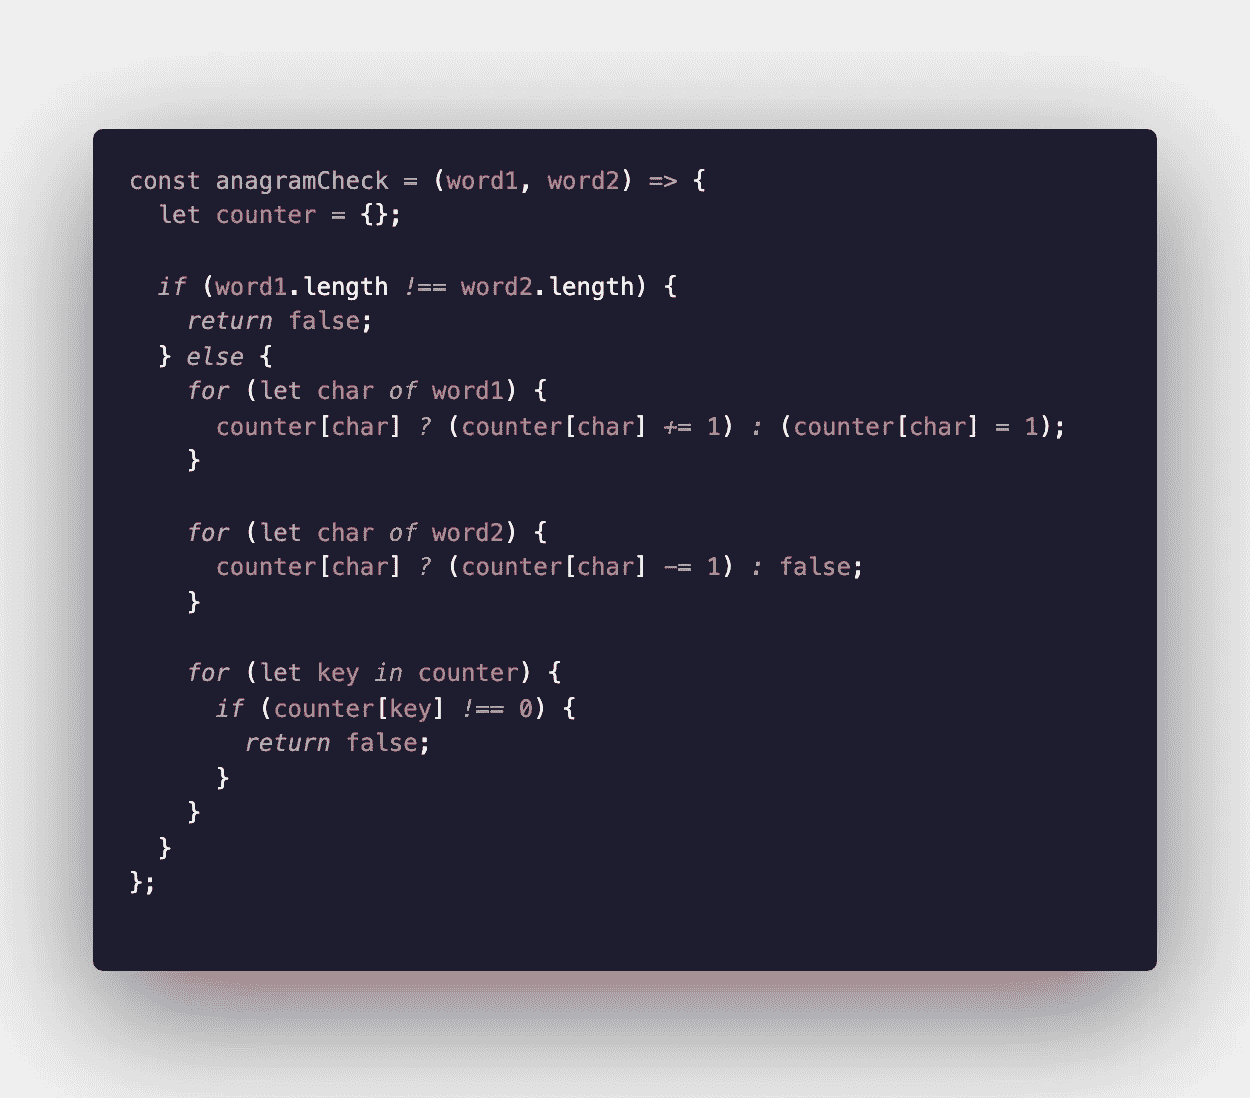 const anagramCheck = (word1, word2) => {
  let counter = {};

  if (word1.length !== word2.length) {
    return false;
  } else {
    for (let char of word1) {
      counter[char] ? (counter[char] += 1) : (counter[char] = 1);
    }

    for (let char of word2) {
      counter[char] ? (counter[char] -= 1) : false;
    }

    for (let key in counter) {
      if (counter[key] !== 0) {
        return false;
      }
    }
  }
};